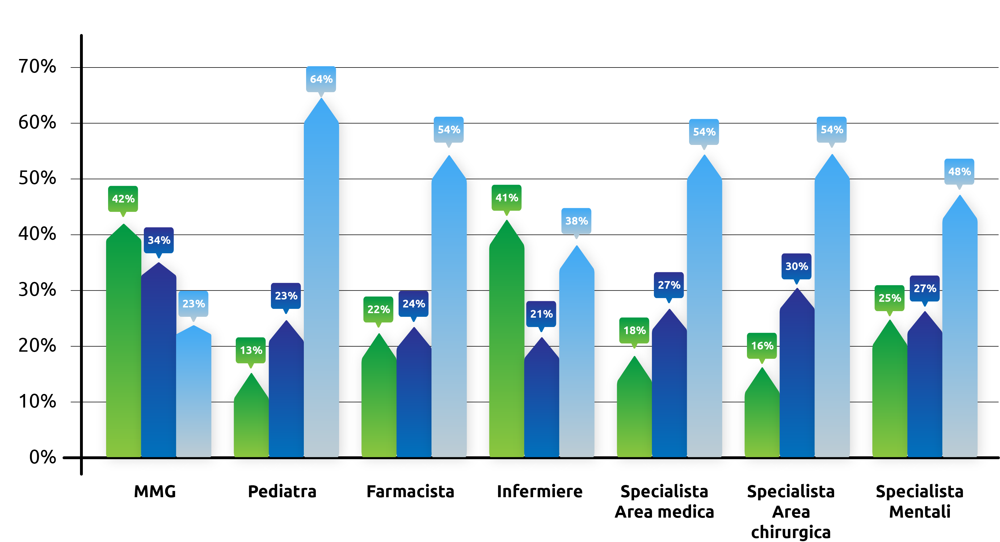 70%
60%
50%
40%
30%
20%
10%
0%
42%
34%
23%
13%
23%
64%
22%
24%
54%
41%
21%
38%
18%
27%
54%
16%
30%
54%
25%
27%
48%
MMG
Pediatra
Farmacista
Infermiere
Specialista
Area medica
Specialista
Area
chirurgica
Specialista
Mentali